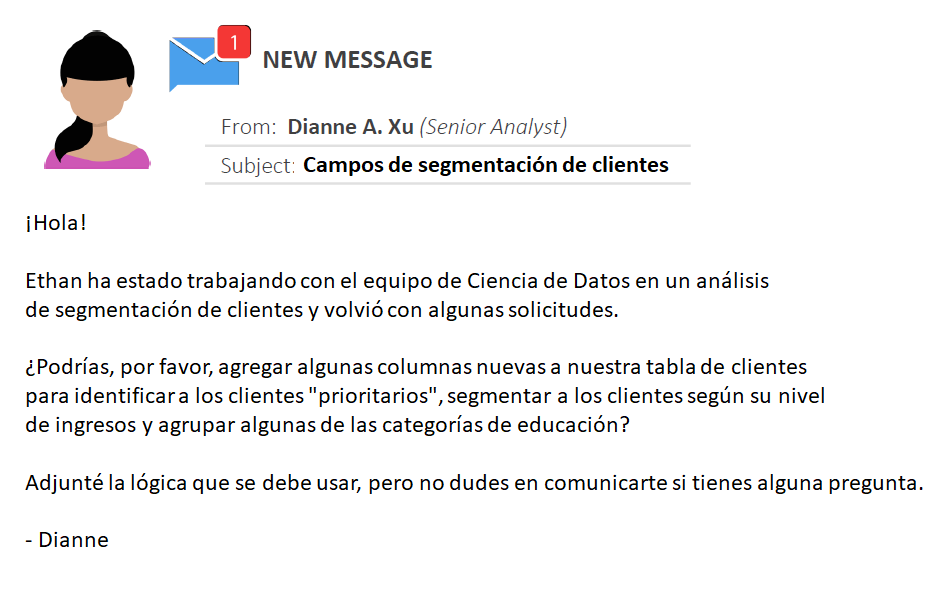 1
NEW MESSAGE
From: Dianne A. Xu (Senior Analyst)
Subject: Campos de segmentación de clientes
¡Hola!
Ethan ha estado trabajando con el equipo de Ciencia de Datos en un análisis
de segmentación de clientes y volvió con algunas solicitudes.
¿Podrías, por favor, agregar algunas columnas nuevas a nuestra tabla de clientes
para identificar a los clientes "prioritarios", segmentar a los clientes según su nivel
de ingresos y agrupar algunas de las categorías de educación?
Adjunté la lógica que se debe usar, pero no dudes en comunicarte si tienes alguna pregunta.
- Dianne